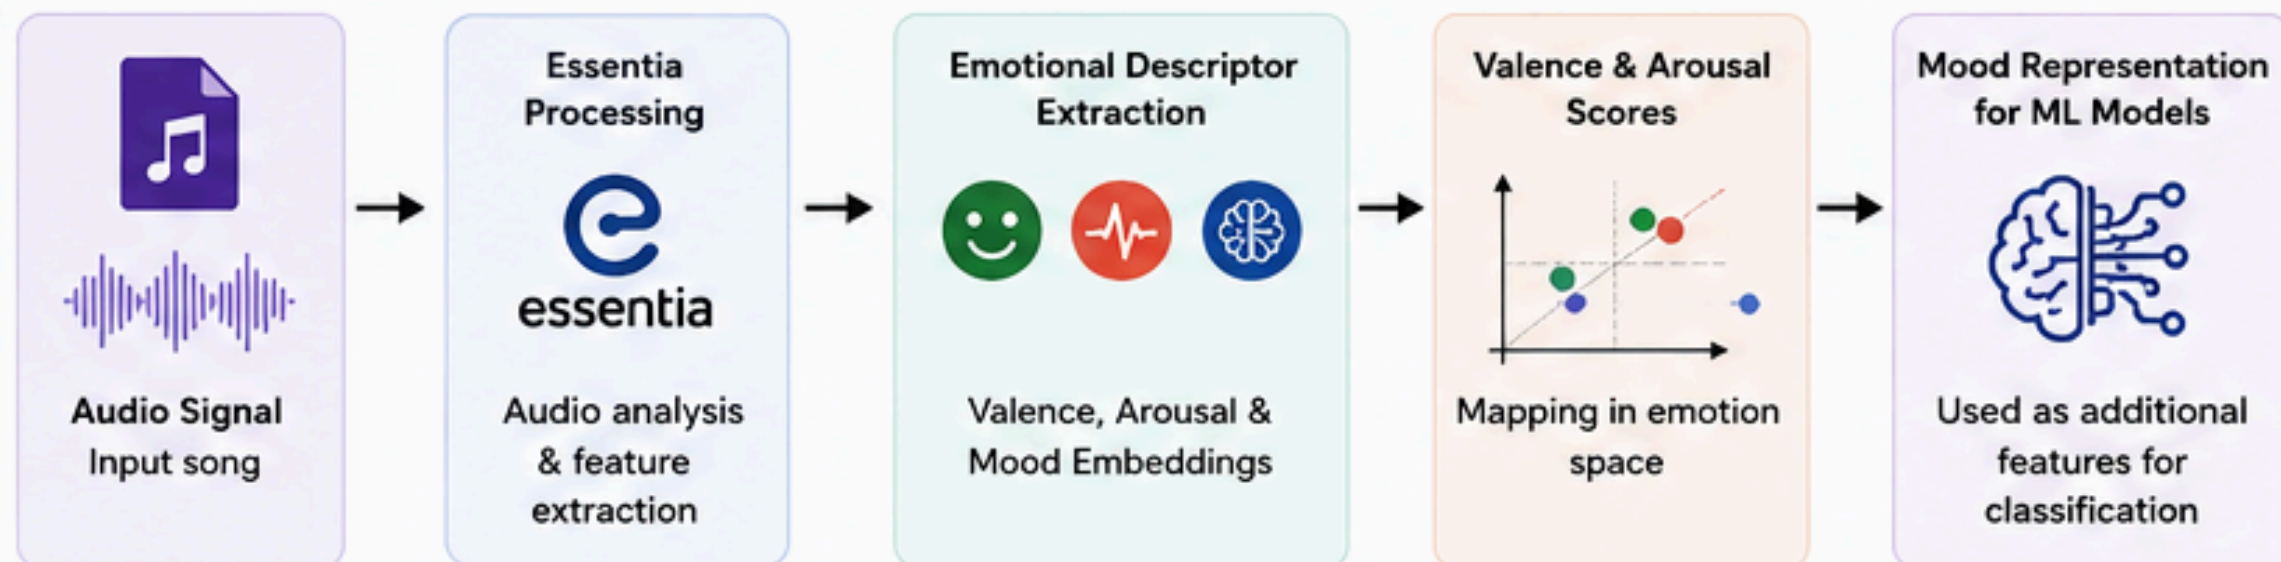 Audio Signal
Input song
Essentia
Processing
essentia
Audio analysis
& feature
extraction
Emotional Descriptor
Extraction
Valence, Arousal &
Mood Embeddings
Valence & Arousal
Scores
Mapping in emotion
space
Mood Representation
for ML Models
Used as additional
features for
classification